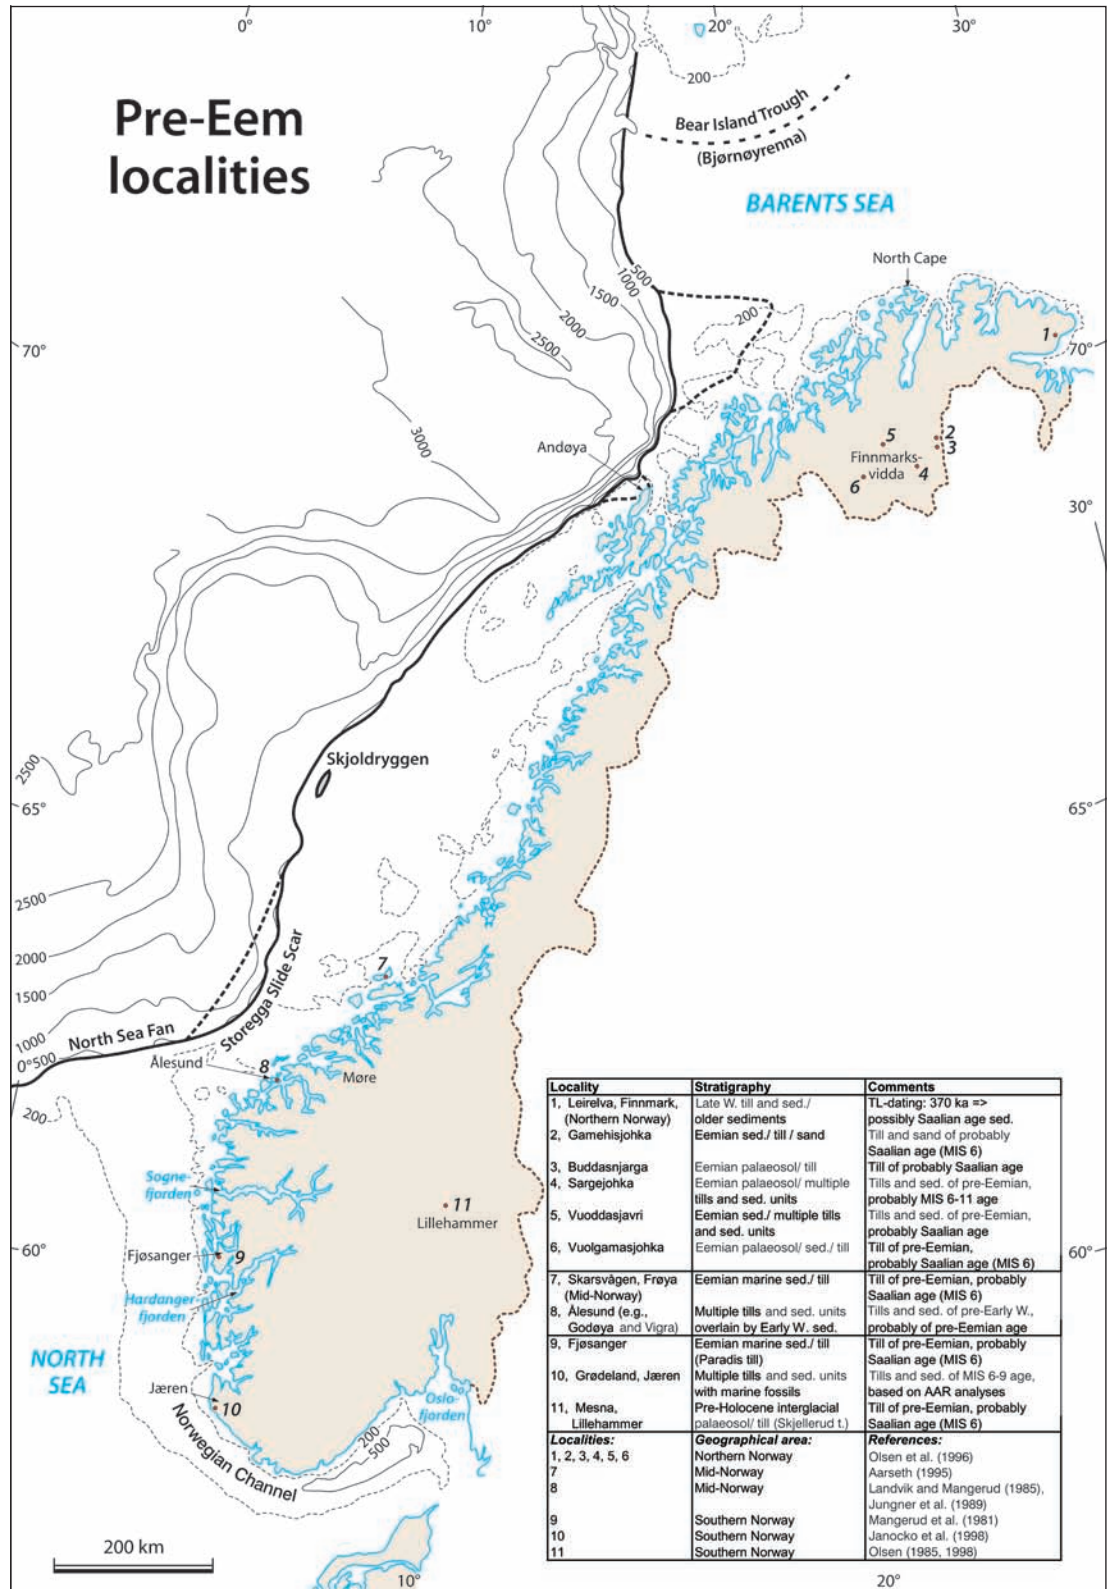 0°
10°
20°
30°
Pre-Eem
localities
200
Bear Island Trough
(Bjørnøyrenna)
BARENTS SEA
North Cape
500
1000
1500
2000
2500
3000
200
1
70°
70°
Andøya
5
2
3
Finnmarks-
vidda
4
6
30°
Skjoldryggen
2500
65°
65°
2500
2000
1500
1000
0°500
North Sea Fan
Storegga Slide Scar
7
Ålesund
8
Møre
200
Sogne-
fjorden
11
Lillehammer
Fjøsanger
9
60°
60°
Hardanger-
fjorden
NORTH
SEA
Jæren
10
Oslo-
fjorden
Norwegian Channel
200
500
200 km
10°
20°
Locality Stratigraphy Comments
1, Leirelva, Finnmark, Late W. till and sed./ TL-dating: 370 ka =>
(Northern Norway) older sediments possibly Saalian age sed.
2, Gamehisjohka Eemian sed./ till / sand Till and sand of probably
Saalian age (MIS 6)
3, Buddasnjarga Eemian palaeosol/ till Till of probably Saalian age
4, Sargejohka Eemian palaeosol/ multiple Tills and sed. of pre-Eemian,
tills and sed. units probably MIS 6-11 age
5, Vuoddasjavri Eemian sed./ multiple tills Tills and sed. of pre-Eemian,
and sed. units probably Saalian age
6, Vuolgamasjohka Eemian palaeosol/ sed./ till Till of pre-Eemian,
probably Saalian age (MIS 6)
7, Skarsvågen, Frøya Eemian marine sed./ till Till of pre-Eemian, probably
(Mid-Norway) Saalian age (MIS 6)
8, Ålesund (e.g., Multiple tills and sed. units Tills and sed. of pre-Early W.,
Godøya and Vigra) overlain by Early W. sed. probably of pre-Eemian age
9, Fjøsanger Eemian marine sed./ till Till of pre-Eemian, probably
(Paradis till) Saalian age (MIS 6)
10, Grødeland, Jæren Multiple tills and sed. units Tills and sed. of MIS 6-9 age,
with marine fossils based on AAR analyses
11, Mesna, Pre-Holocene interglacial Till of pre-Eemian, probably
Lillehammer palaeosol/ till (Skjellerud t.) Saalian age (MIS 6)
Localities: Geographical area: References:
1, 2, 3, 4, 5, 6 Northern Norway Olsen et al. (1996)
7 Mid-Norway Aarseth (1995)
8 Mid-Norway Landvik and Mangerud (1985),
Jungner et al. (1989)
9 Southern Norway Mangerud et al. (1981)
10 Southern Norway Janocko et al. (1998)
11 Southern Norway Olsen (1985, 1998)